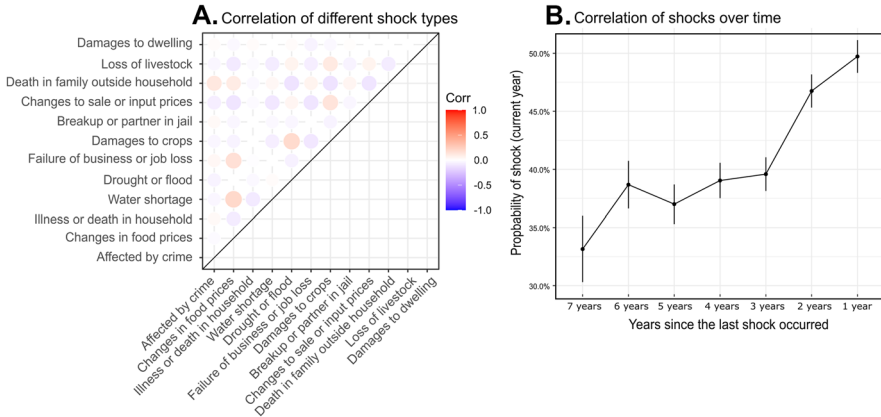 A. Correlation of different shock types
Damages to dwelling
Loss of livestock
Death in family outside household
Changes to sale or input prices
Breakup or partner in jail
Damages to crops
Failure of business or job loss
Drought or flood
Water shortage
Illness or death in household
Changes in food prices
Affected by crime
Affected by crime
Changes in food prices
Illness or death in household
Water shortage
Drought or flood
Failure of business or job loss
Damages to crops
Breakup or partner in jail
Changes to sale or input prices
Death in family outside household
Loss of livestock
Damages to dwelling
Corr
1.0
0.5
0.0
-0.5
-1.0
B. Correlation of shocks over time
Propbability of shock (current year)
50.0%
45.0%
40.0%
35.0%
30.0%
7 years
6 years
5 years
4 years
3 years
2 years
1 year
Years since the last shock occurred